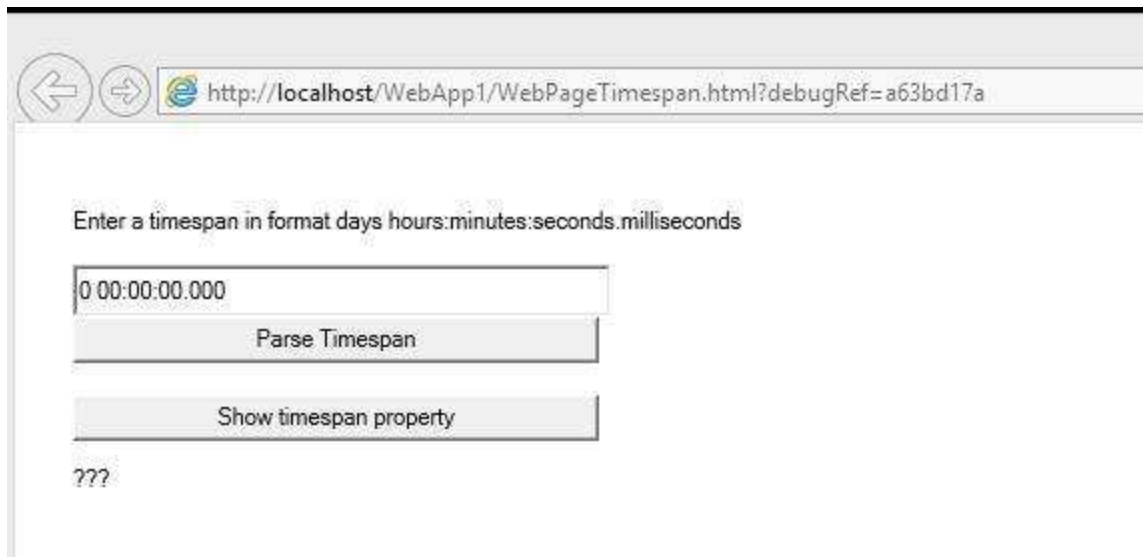 http://localhost/WebApp1/WebPageTimespan.html?debugRef=a63bd17a
Enter a timespan in format days hours:minutes:seconds.milliseconds
0 00:00:00.000
Parse Timespan
Show timespan property
???